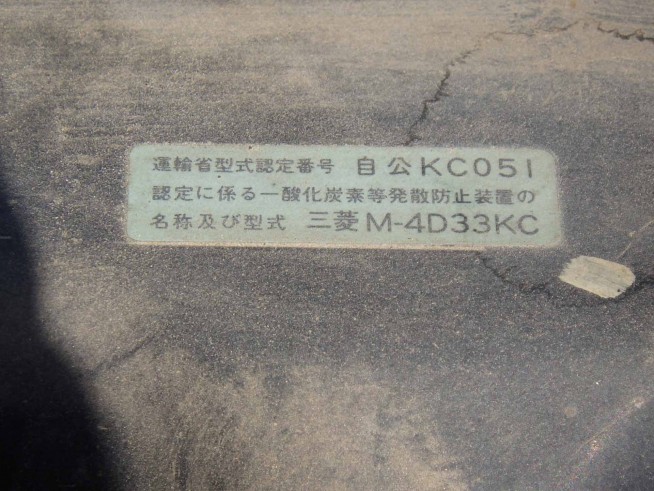 運輸省型式認定番号 自公KC051
認定に係る一酸化炭素等発散防止装置の
名称及び型式 三菱M-4D33KC